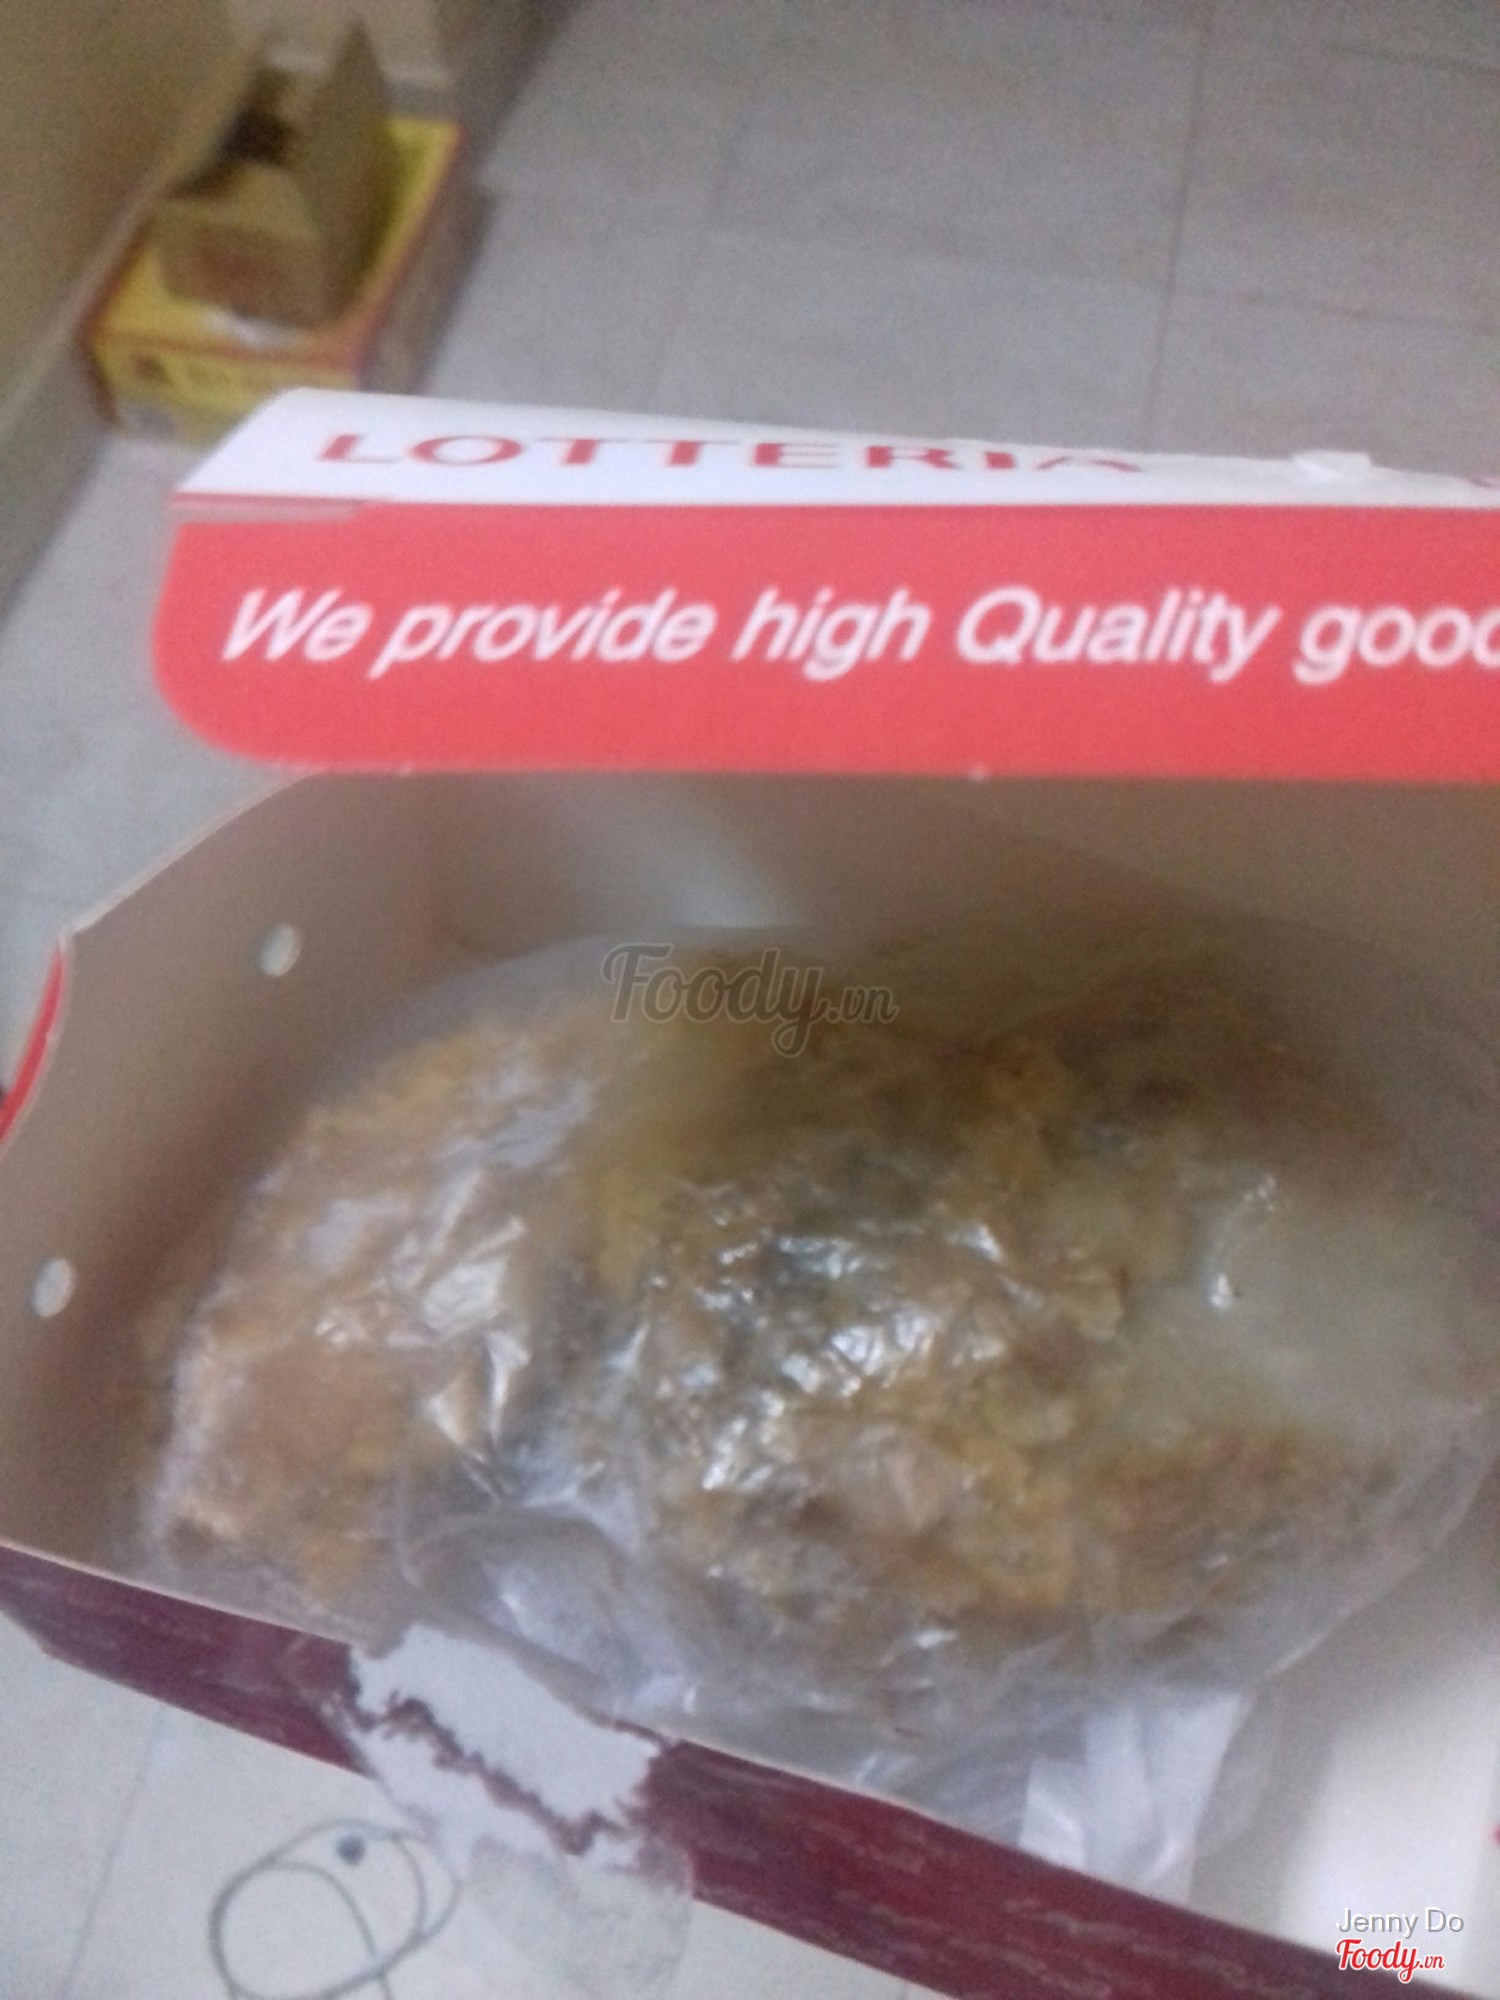 LOTTERIA
We provide high Quality good
Foody.vn
Jenny Do
Foody.vn